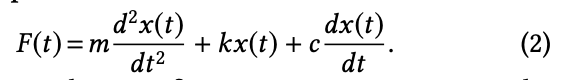 F(t) = m d²x(t)/dt² + kx(t) + c dx(t)/dt. (2)